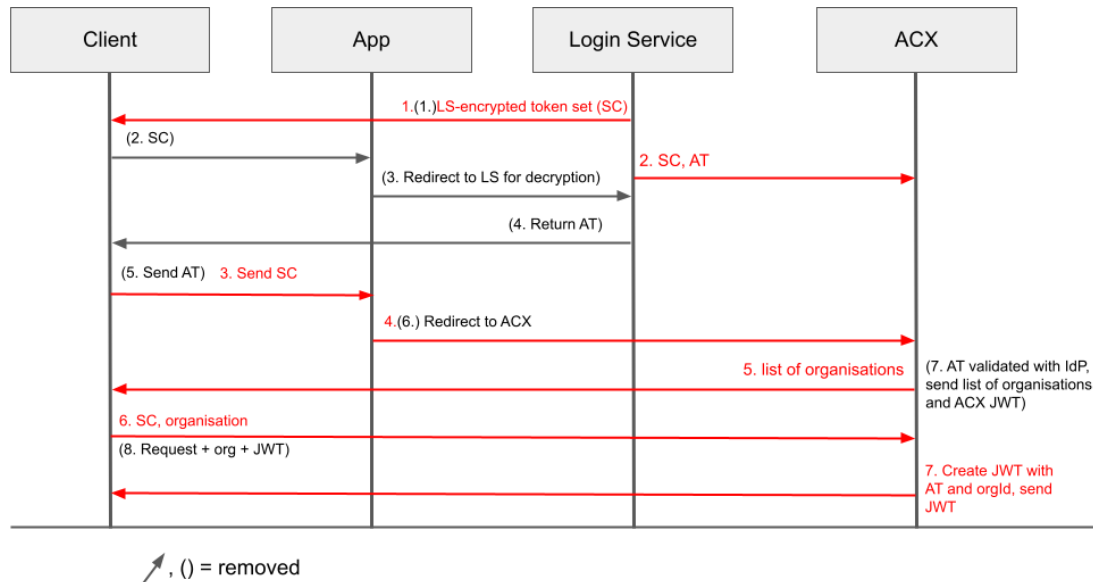 Client
App
Login Service
ACX
1.(1.)LS-encrypted token set (SC)
(2. SC)
2. SC, AT
(3. Redirect to LS for decryption)
(4. Return AT)
(5. Send AT) 3. Send SC
4.(6.) Redirect to ACX
5. list of organisations
(7. AT validated with IdP,
send list of organisations
and ACX JWT)
6. SC, organisation
(8. Request + org + JWT)
7. Create JWT with
AT and orgId, send
JWT
, () = removed